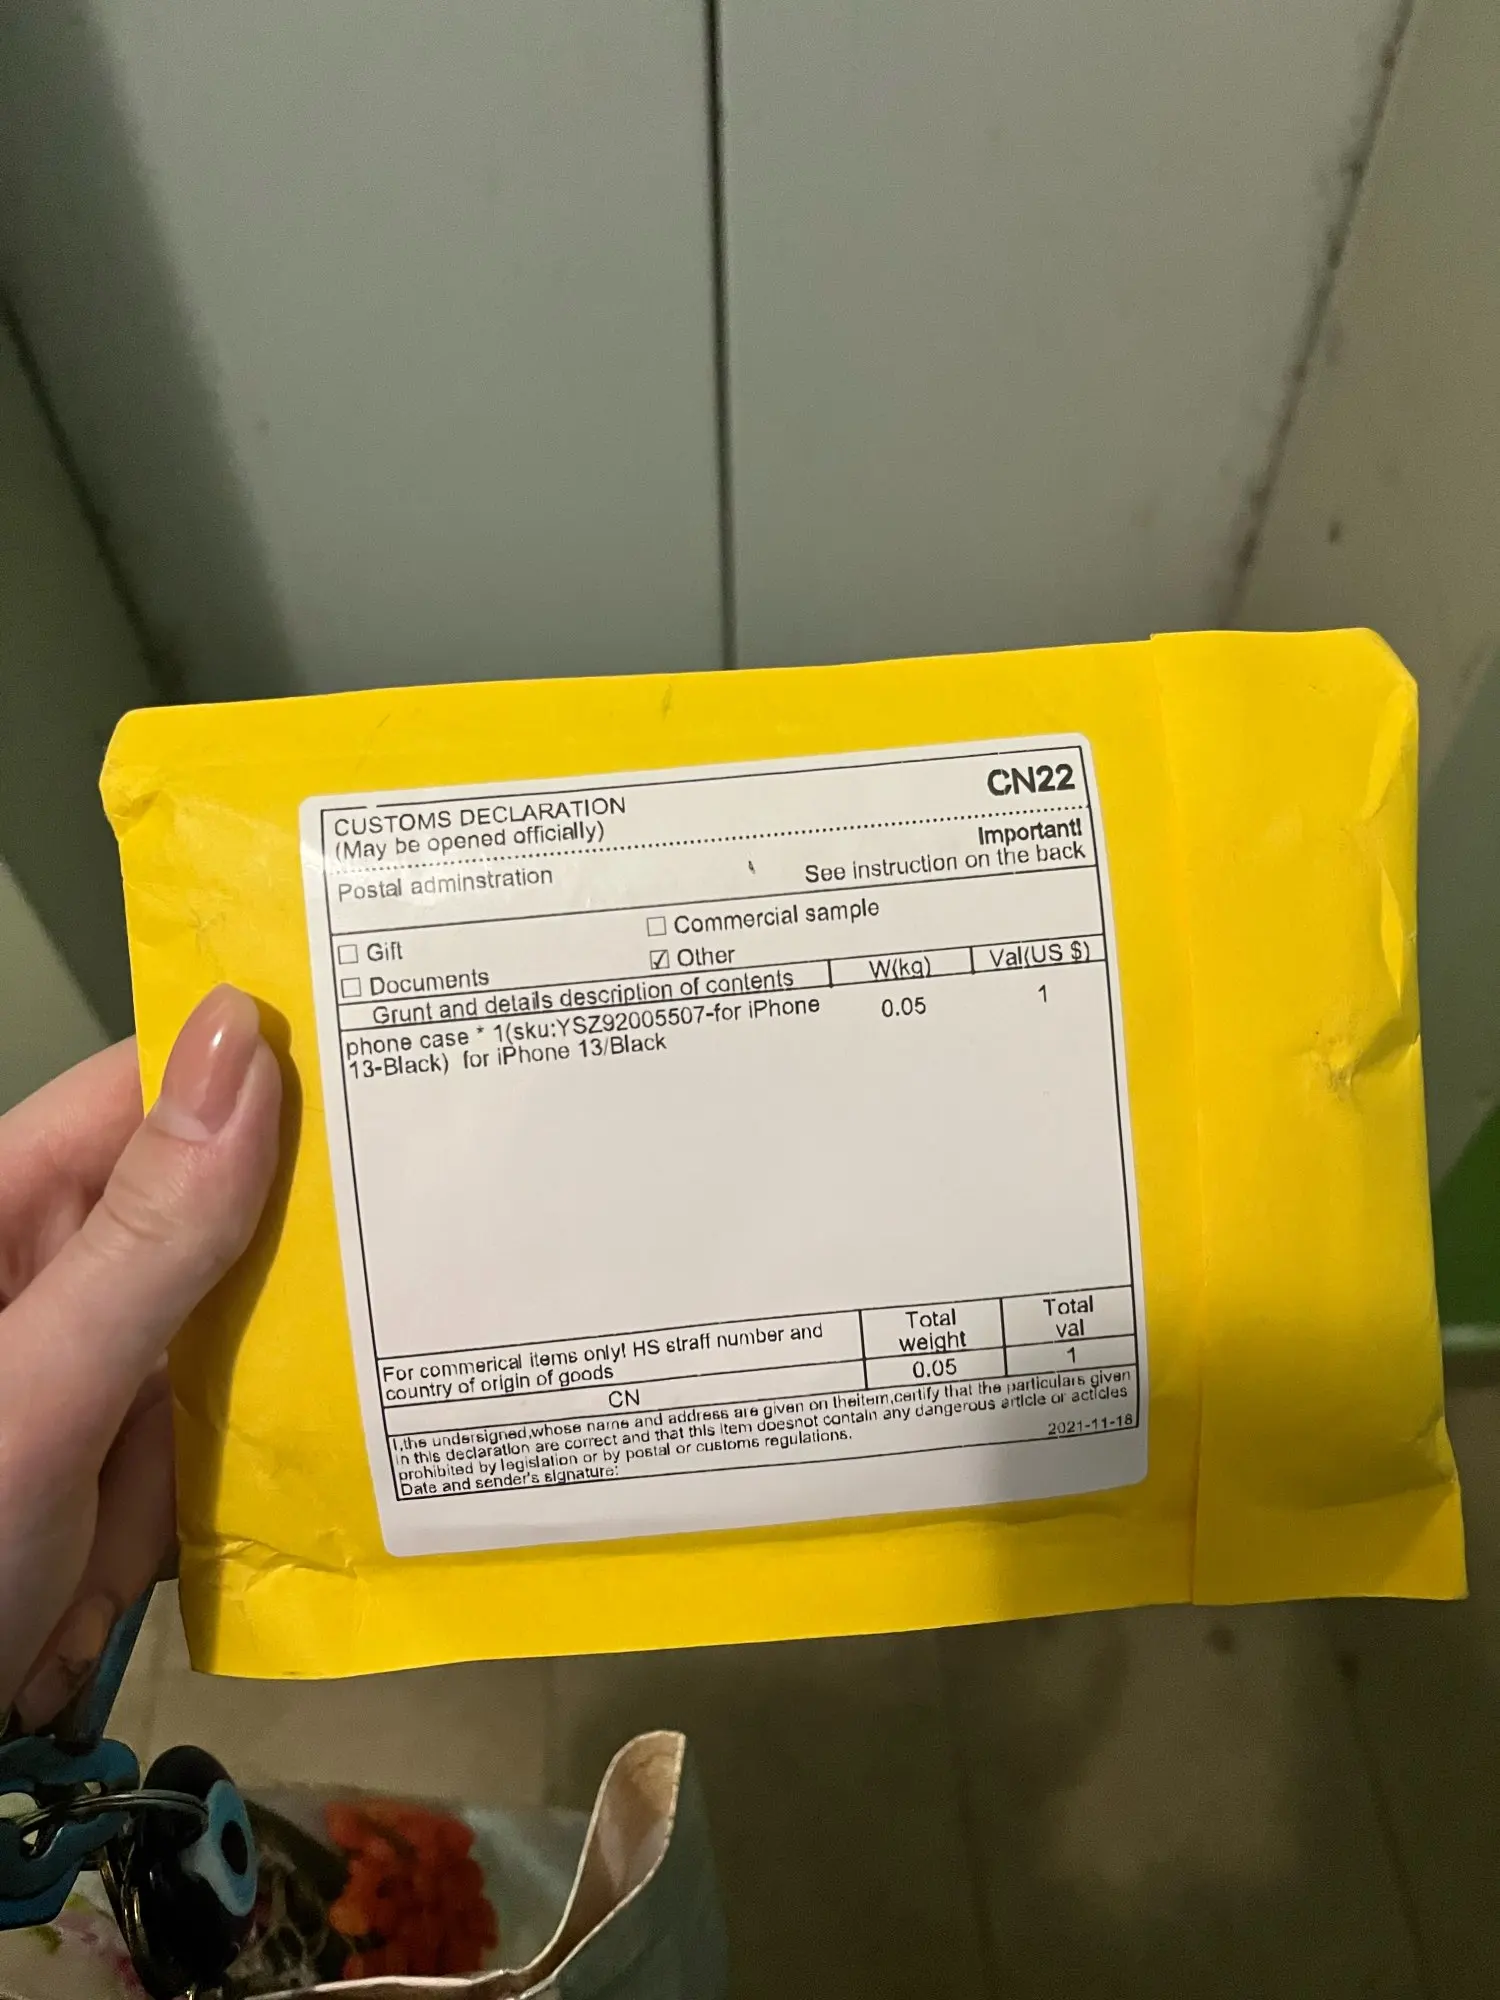 CUSTOMS DECLARATION
CN22
(May be opened officially)
Important!
Postal adminstration
See instruction on the back
Gift
Commercial sample
Documents
Other
Grunt and details description of contents
W(kg)
Val(US $)
phone case * 1(sku:YSZ92005507-for iPhone
0.05
1
13-Black) for iPhone 13/Black
For commerical items only! HS straff number and
country of origin of goods
CN
Total
weight
Total
val
0.05
1
I,the undersigned,whose name and address are given on theitem,certify that the particulars given
in this declaration are correct and that this item doesnot contain any dangerous article or acticles
prohibited by legislation or by postal or customs regulations.
2021-11-18
Date and sender's signature: